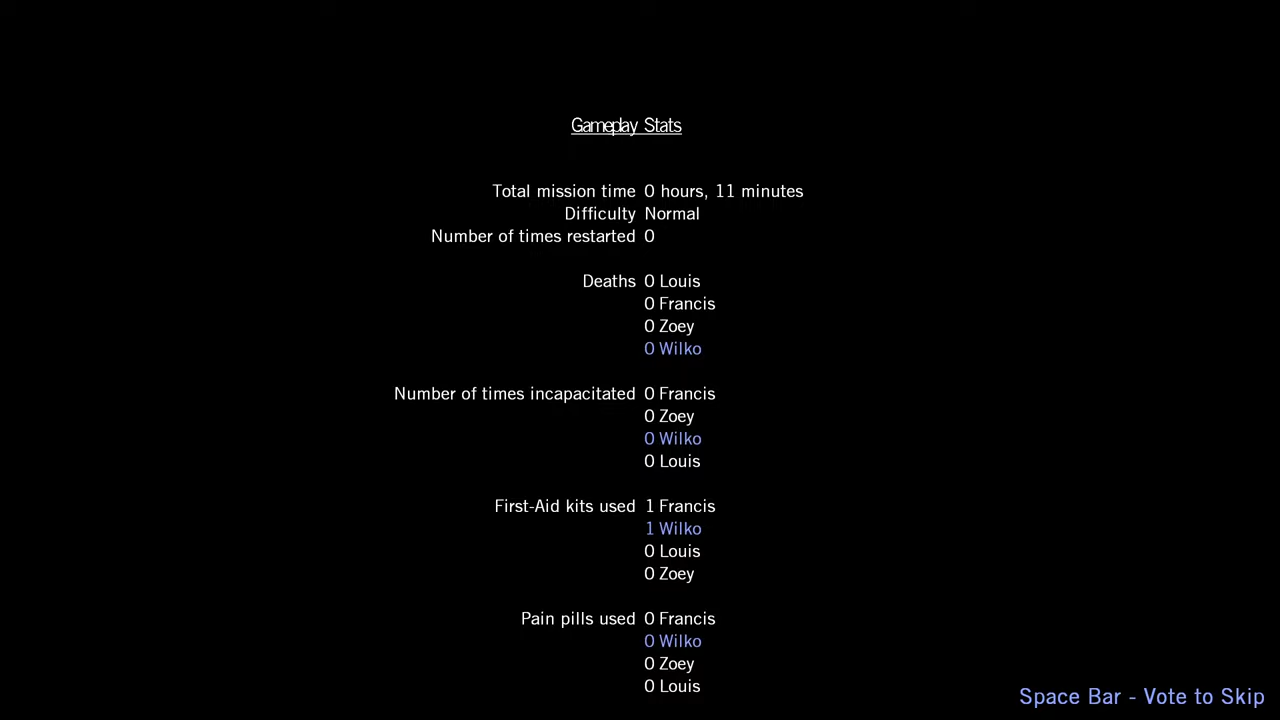 Gameplay Stats
Total mission time 0 hours, 11 minutes
Difficulty Normal
Number of times restarted 0
Deaths 0 Louis
0 Francis
0 Zoey
0 Wilko
Number of times incapacitated 0 Francis
0 Zoey
0 Wilko
0 Louis
First-Aid kits used 1 Francis
1 Wilko
0 Louis
0 Zoey
Pain pills used 0 Francis
0 Wilko
0 Zoey
0 Louis
Space Bar - Vote to Skip